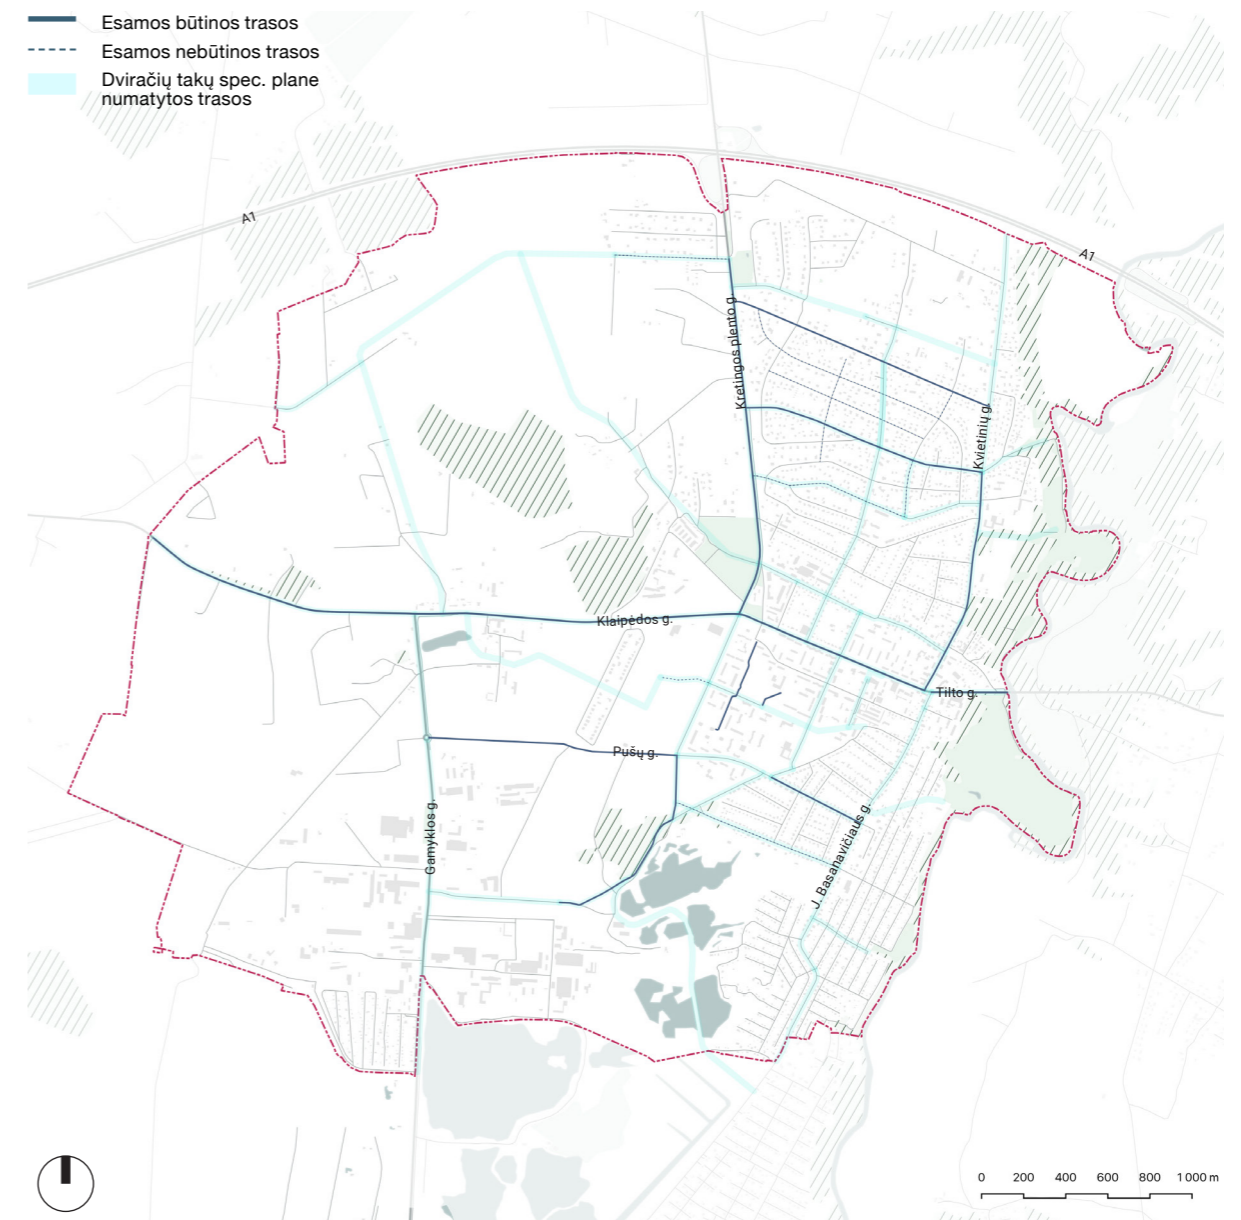 Esamos būtinos trasos
Esamos nebūtinos trasos
Dviračių takų spec. plane
numatytos trasos
A1
A1
Kretingos plento g.
Kvietinių g.
Klaipėdos g.
Tilto g.
Pušų g.
Gamyklos g.
J. Basanavičiaus g.
0 200 400 600 800 1 000 m